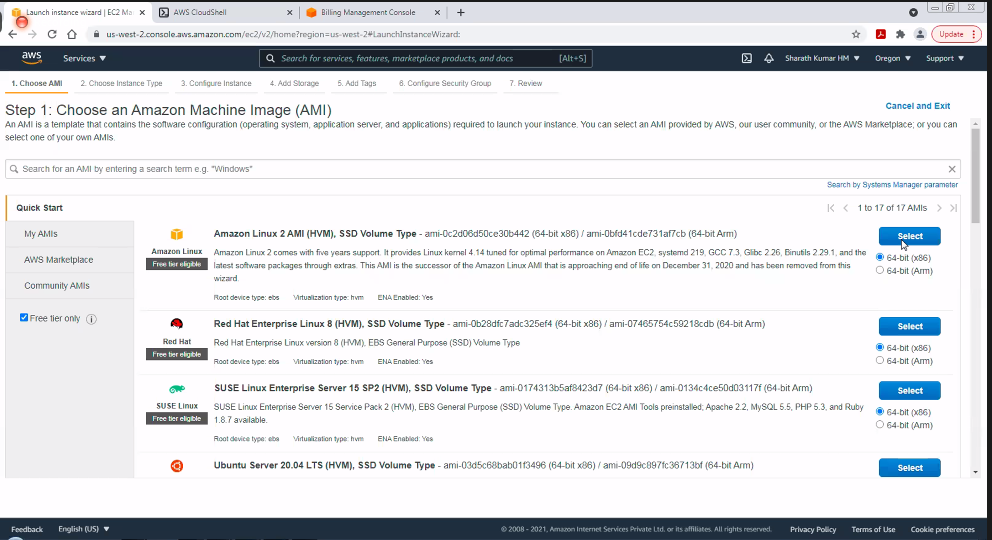 Launch instance wizard | EC2 Ma
AWS CloudShell
Billing Management Console
us-west-2.console.aws.amazon.com/ec2/v2/home?region=us-west-2#LaunchInstanceWizard:
Update
aws
Services
Search for services, features, marketplace products, and docs [Alt+S]
Sharath Kumar HM
Oregon
Support
1. Choose AMI
2. Choose Instance Type
3. Configure Instance
4. Add Storage
5. Add Tags
6. Configure Security Group
7. Review
Step 1: Choose an Amazon Machine Image (AMI)
Cancel and Exit
An AMI is a template that contains the software configuration (operating system, application server, and applications) required to launch your instance. You can select an AMI provided by AWS, our user community, or the AWS Marketplace; or you can
select one of your own AMIs.
Search for an AMI by entering a search term e.g. "Windows"
Search by Systems Manager parameter
Quick Start
1 to 17 of 17 AMIs
My AMIs
AWS Marketplace
Community AMIs
Free tier only
Amazon Linux
Free tier eligible
Amazon Linux 2 AMI (HVM), SSD Volume Type - ami-0c2d06d50ce30b442 (64-bit x86) / ami-0bfd41cde731af7cb (64-bit Arm)
Amazon Linux 2 comes with five years support. It provides Linux kernel 4.14 tuned for optimal performance on Amazon EC2, systemd 219, GCC 7.3, Glibc 2.26, Binutils 2.29.1, and the
latest software packages through extras. This AMI is the successor of the Amazon Linux AMI that is approaching end of life on December 31, 2020 and has been removed from this
wizard.
Root device type: ebs Virtualization type: hvm ENA Enabled: Yes
Select
64-bit (x86)
64-bit (Arm)
Red Hat
Free tier eligible
Red Hat Enterprise Linux 8 (HVM), SSD Volume Type - ami-0b28dfc7adc325ef4 (64-bit x86) / ami-07465754c59218cdb (64-bit Arm)
Red Hat Enterprise Linux version 8 (HVM), EBS General Purpose (SSD) Volume Type
Root device type: ebs Virtualization type: hvm ENA Enabled: Yes
Select
64-bit (x86)
64-bit (Arm)
SUSE Linux
Free tier eligible
SUSE Linux Enterprise Server 15 SP2 (HVM), SSD Volume Type - ami-0174313b5af8423d7 (64-bit x86) / ami-0134c4ce50d03117f (64-bit Arm)
SUSE Linux Enterprise Server 15 Service Pack 2 (HVM), EBS General Purpose (SSD) Volume Type. Amazon EC2 AMI Tools preinstalled; Apache 2.2, MySQL 5.5, PHP 5.3, and Ruby
1.8.7 available.
Root device type: ebs Virtualization type: hvm ENA Enabled: Yes
Select
64-bit (x86)
64-bit (Arm)
Ubuntu Server 20.04 LTS (HVM), SSD Volume Type - ami-03d5c68bab01f3496 (64-bit x86) / ami-09d9c897fc36713bf (64-bit Arm)
Select
Feedback
English (US)
© 2008 - 2021, Amazon Internet Services Private Ltd. or its affiliates. All rights reserved.
Privacy Policy
Terms of Use
Cookie preferences